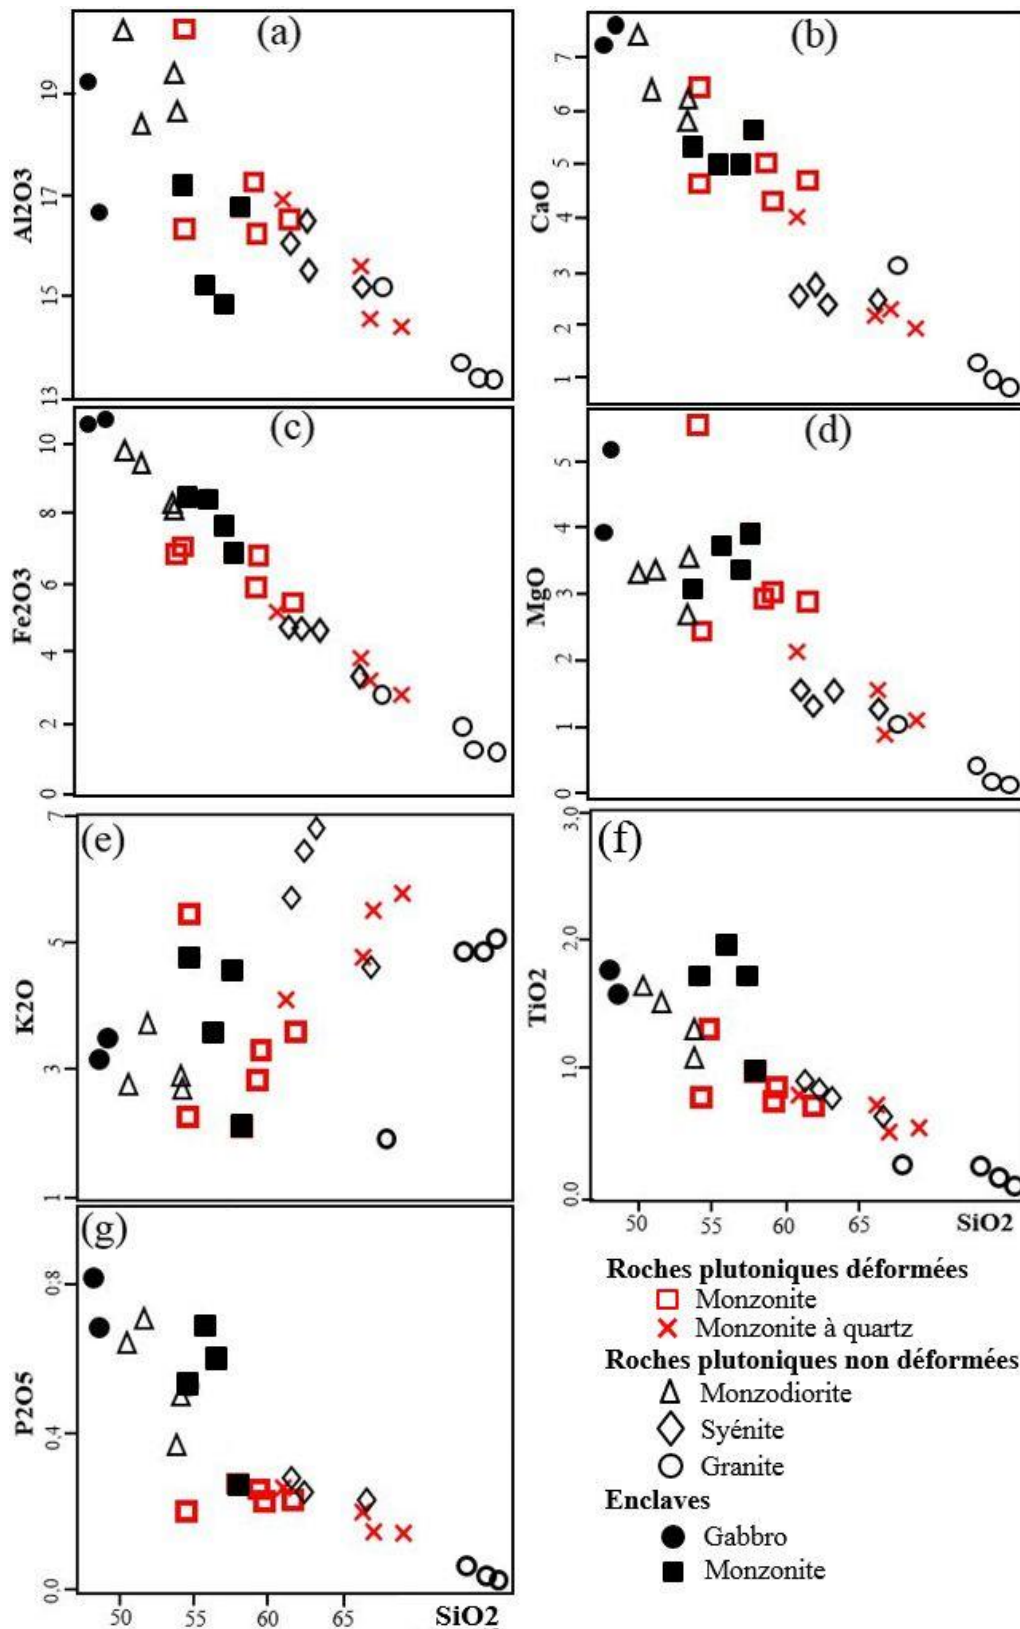 (a)
19
17
15
13
Al2O3
(b)
7
6
5
4
3
2
1
CaO
(c)
10
8
6
4
2
0
Fe2O3
(d)
5
4
3
2
1
0
MgO
(e)
7
5
3
1
K2O
(f)
3.0
2.0
1.0
0.0
TiO2
50 55 60 65 SiO2
(g)
0,8
0,4
0,0
P2O5
50 55 60 65 SiO2
Roches plutoniques déformées
Monzonite
Monzonite à quartz
Roches plutoniques non déformées
Monzodiorite
Syénite
Granite
Enclaves
Gabbro
Monzonite